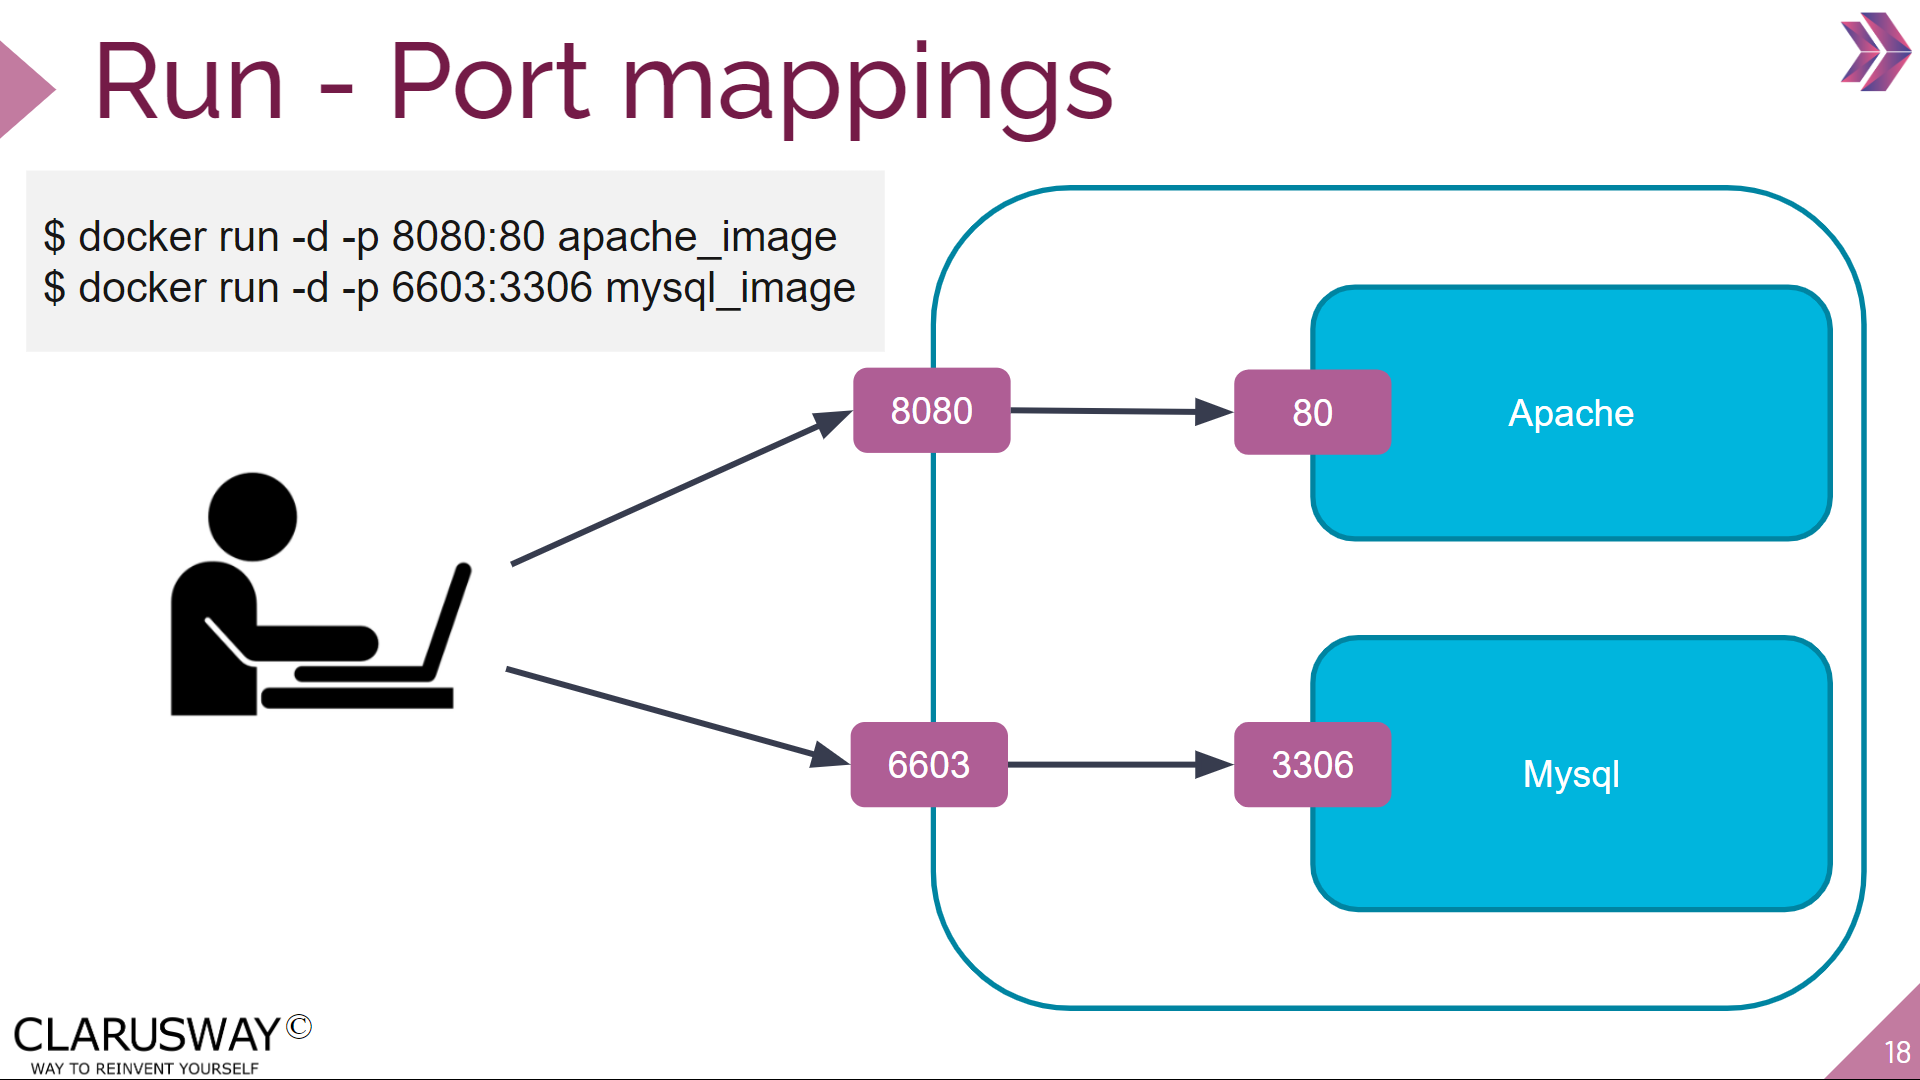 Run - Port mappings
$ docker run -d -p 8080:80 apache_image
$ docker run -d -p 6603:3306 mysql_image
8080
80
Apache
6603
3306
Mysql
CLARUSWAY©
WAY TO REINVENT YOURSELF
18